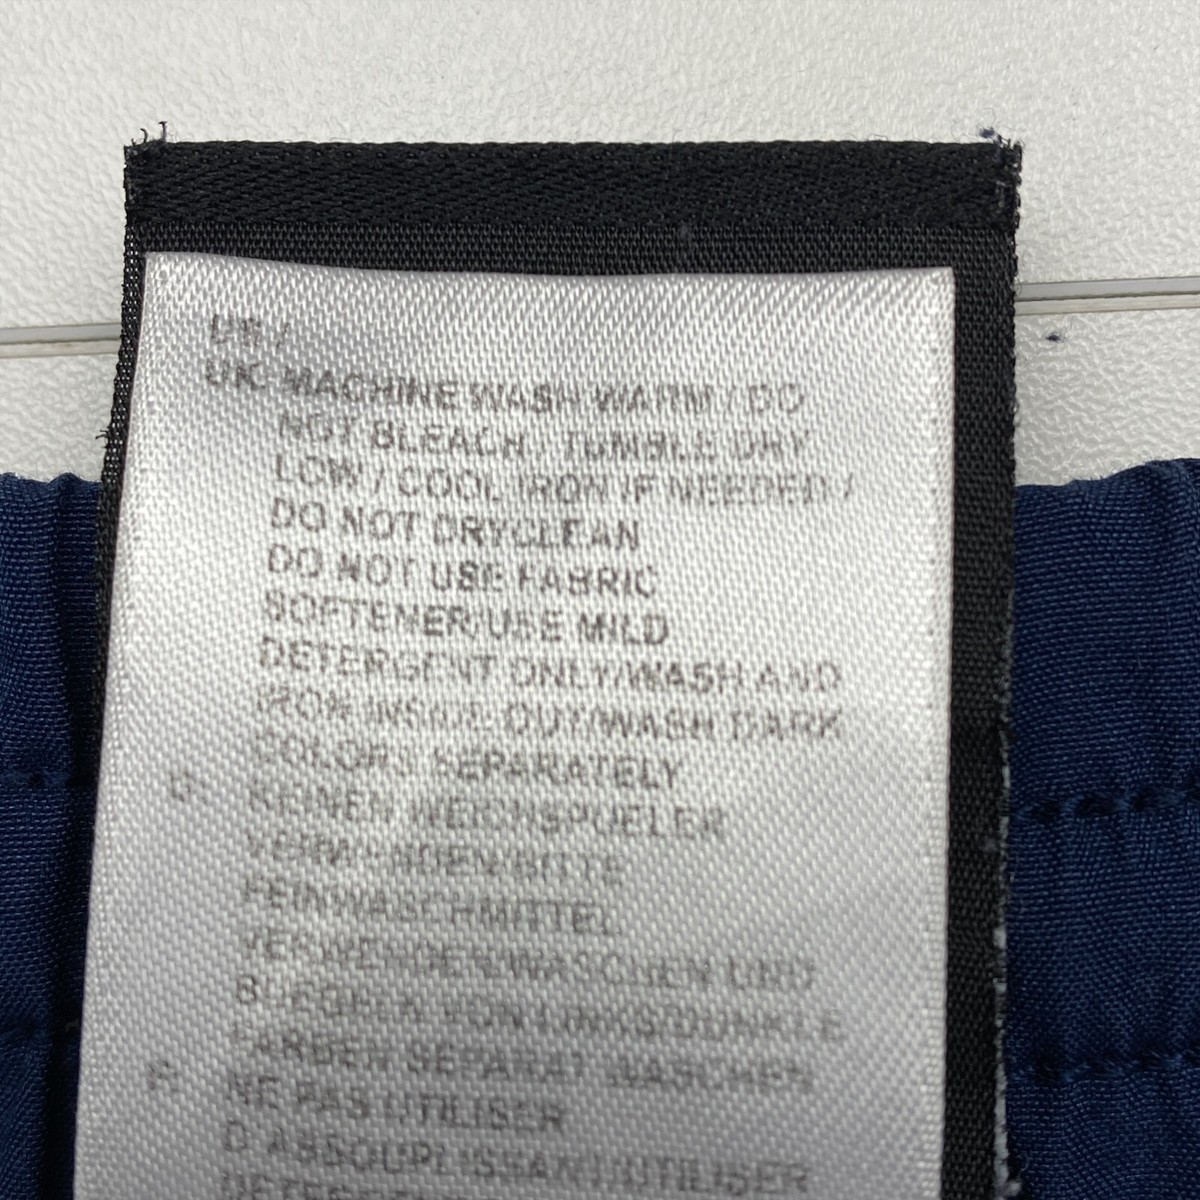 US /
UK: MACHINE WASH WARM / DO
NOT BLEACH / TUMBLE DRY
LOW / COOL IRON IF NEEDED /
DO NOT DRYCLEAN
DO NOT USE FABRIC
SOFTENER/USE MILD
DETERGENT ONLY/WASH AND
IRON INSIDE OUT/WASH DARK
COLORS SEPARATELY
KEINEN WEICHSPUELER
VERWENDEN/BITTE
FEINWASCHMITTEL
VERWENDEN/WASCHEN UND
BUEGELN VON LINKS/DUNKLE
FARBEN SEPARAT WASCHEN
NE PAS UTILISER
D'ASSOUPLISSANT/UTILISER